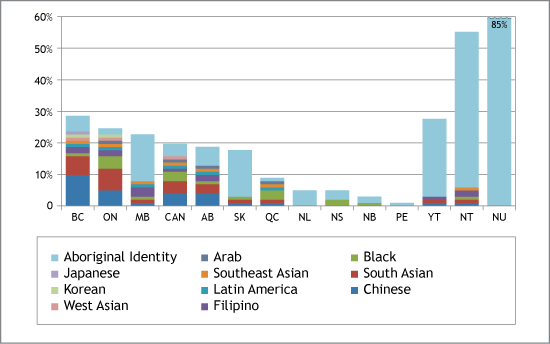 60%
85%
50%
40%
30%
20%
10%
0
BC ON MB CAN AB SK QC NL NS NB PE YT NT NU
Aboriginal Identity Arab Black
Japanese Southeast Asian South Asian
Korean Latin America Chinese
West Asian Filipino